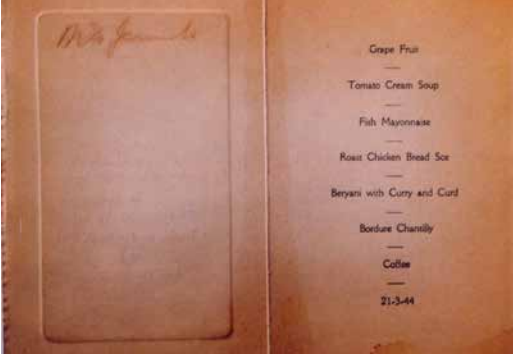 Grape Fruit
Tomato Cream Soup
Fish Mayonnaise
Roast Chicken Bread Sce
Beryani with Curry and Curd
Bordure Chantilly
Coffee
21-3-44